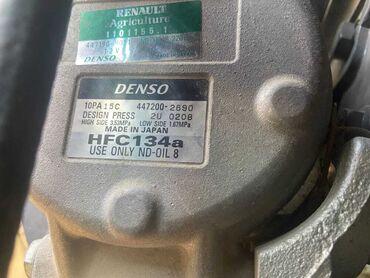 RENAULT
Agriculture
1101155.1
DENSO
DENSO
10PA15C 447200-2690
DESIGN PRESS 2U 0208
HIGH SIDE 3.53MPa LOW SIDE 1.67MPa
MADE IN JAPAN
HFC134a
USE ONLY ND-OIL 8